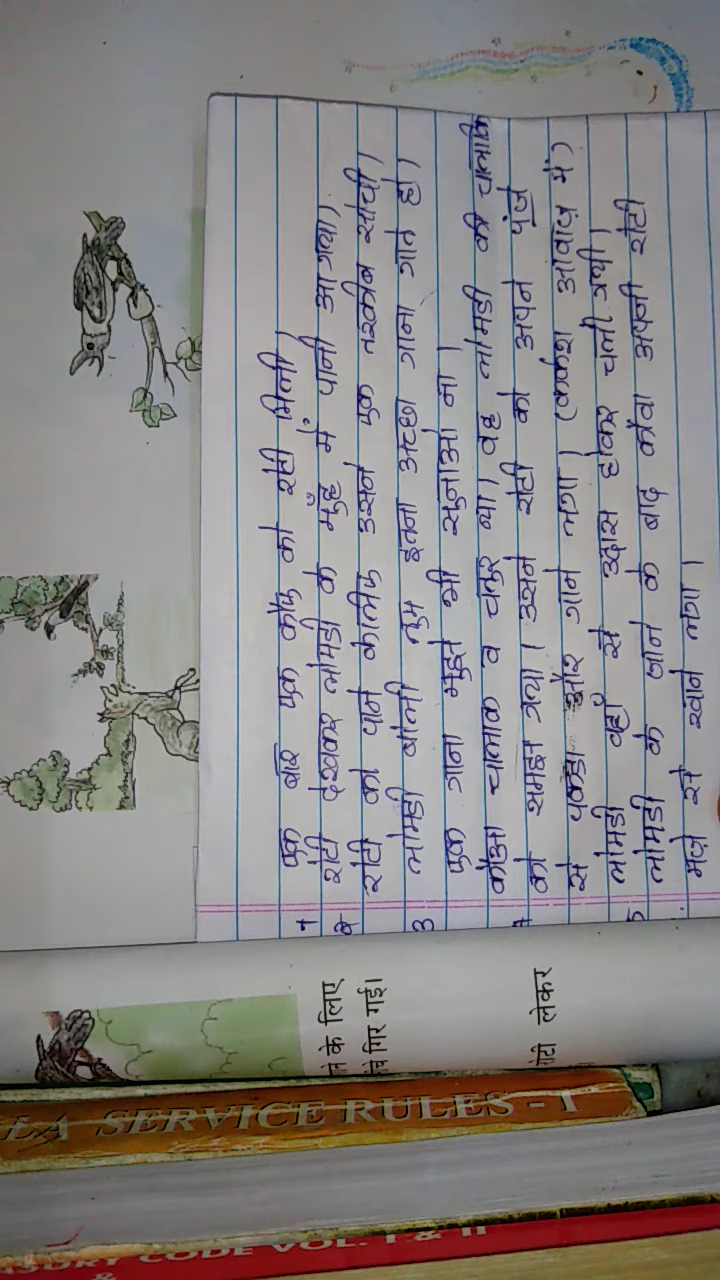 1 एक बार एक कौए को रोटी मिली।
2 रोटी देखकर लोमडी के मुँह में पानी आ गया।
रोटी को पाने केलिए उसने एक तरकीब सोची।
3 लोमडी बोली तुम इतना अच्छा गाना गाते हो।
एक गाना मुझे भी सुनाओ ना।
कौआ चालाक व चतुर था। वह लोमडी की चलाकि
4 को समझ गया। उसने रोटी को अपने पंजे
से पकडा और गाने लगा। (कर्कश आवाज़ में)
लोमडी वहाँ से उदास होकर चली गयी।
5 लोमडी के जाने के बाद कौवा अपनी रोटी
मजे से खाने लगा।
के लिए
गिर गई।
रोटी लेकर
LA SERVICE RULES - I
CODE VOL. I & II